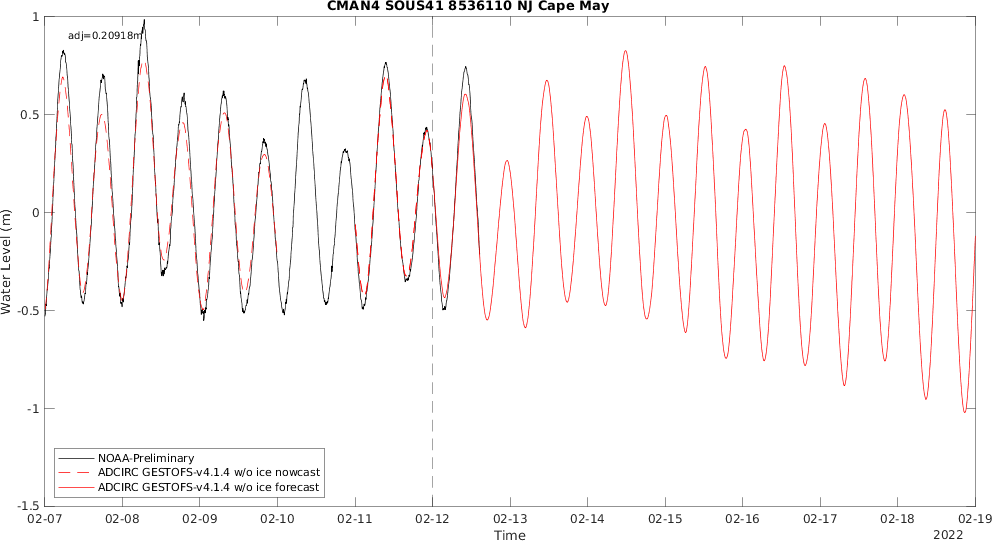 CMAN4 SOUS41 8536110 NJ Cape May
adj=0.20918m
1
0.5
0
-0.5
-1
-1.5
Water Level (m)
NOAA-Preliminary
ADCIRC GESTOFS-v4.1.4 w/o ice nowcast
ADCIRC GESTOFS-v4.1.4 w/o ice forecast
02-07 02-08 02-09 02-10 02-11 02-12 02-13 02-14 02-15 02-16 02-17 02-18 02-19
Time
2022